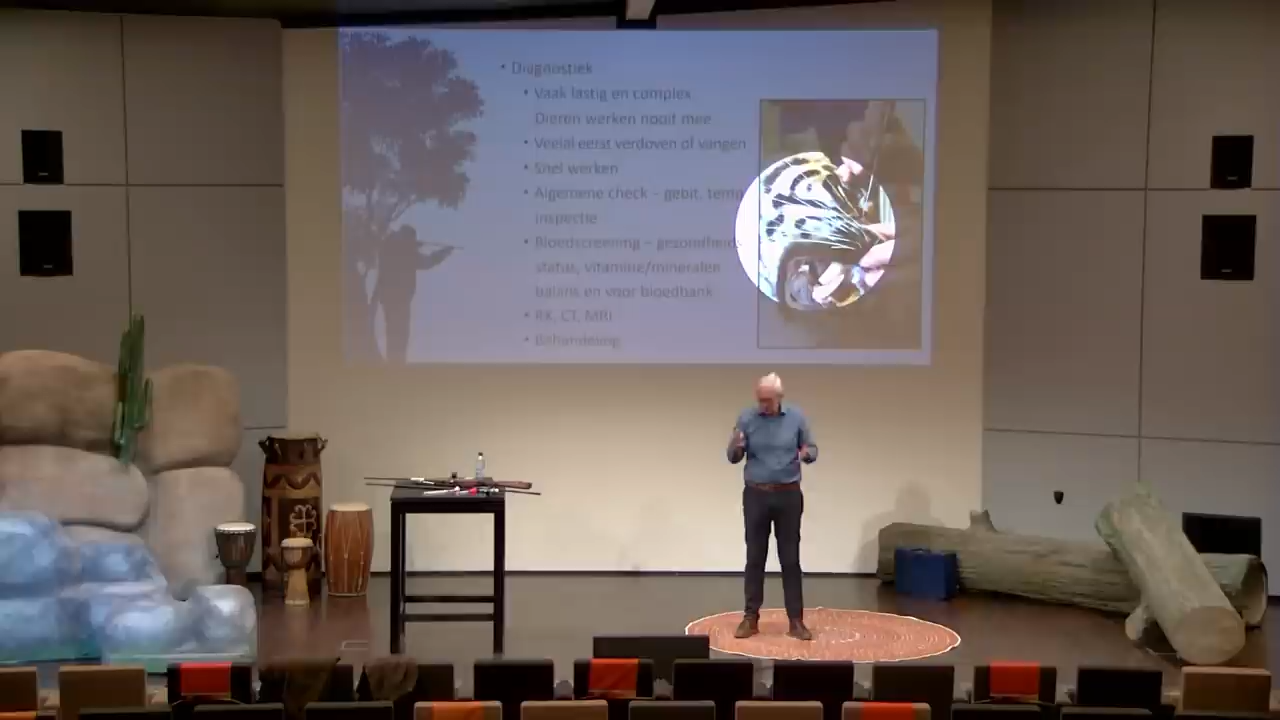 • Diagnostiek
• Vaak lastig en complex
Dieren werken nooit mee
• Veelal eerst verdoven of vangen
• Snel werken
• Algemene check – gebit, temp
inspectie
• Bloedscreening – gezondheids
status, vitamine/mineralen
balans en voor bloedbank
• RX, CT, MRI
• Behandeling